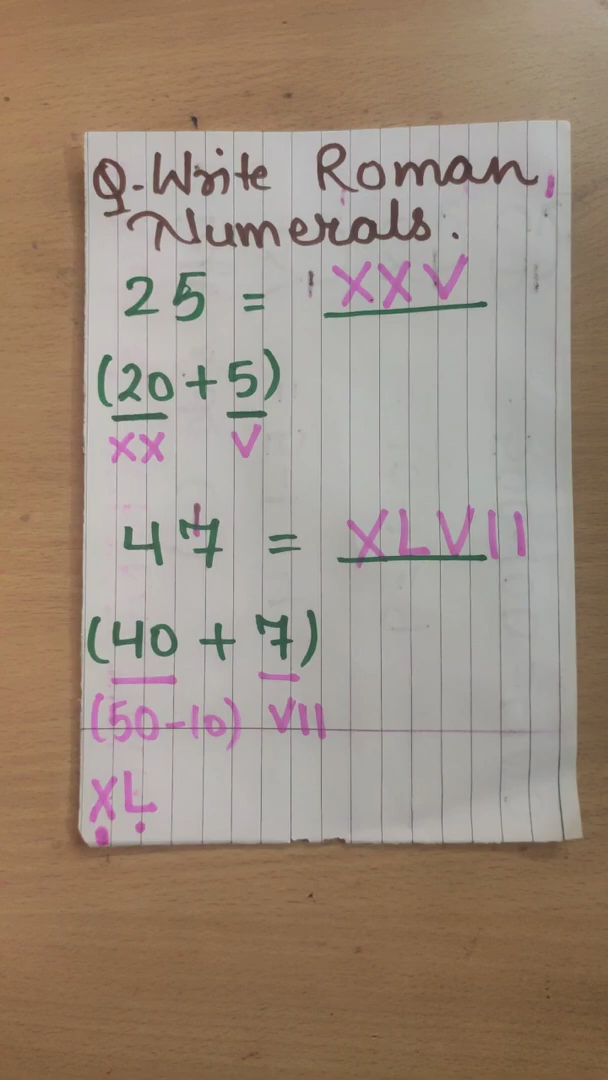 Q.-Write Roman
Numerals.
25 = XXV
(20+5)
XX V
47 = XLVII
(40 + 7)
(50-10) VII
XL